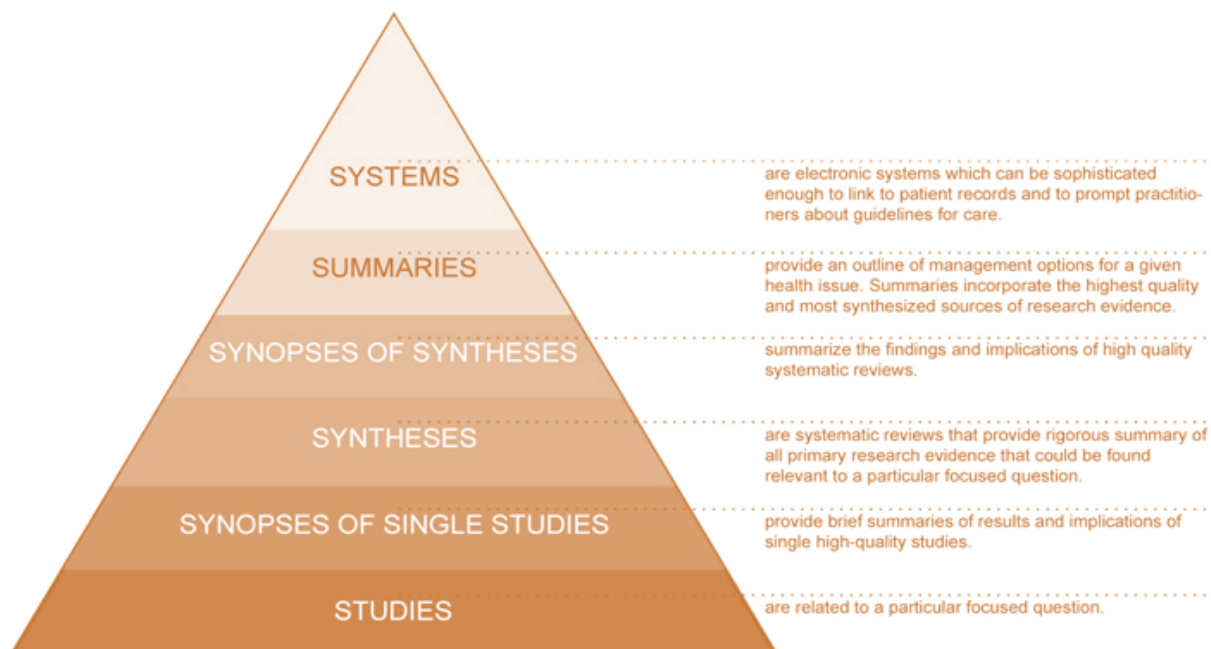 SYSTEMS
are electronic systems which can be sophisticated
enough to link to patient records and to prompt practitio-
ners about guidelines for care.
SUMMARIES
provide an outline of management options for a given
health issue. Summaries incorporate the highest quality
and most synthesized sources of research evidence.
SYNOPSES OF SYNTHESES
summarize the findings and implications of high quality
systematic reviews.
SYNTHESES
are systematic reviews that provide rigorous summary of
all primary research evidence that could be found
relevant to a particular focused question.
SYNOPSES OF SINGLE STUDIES
provide brief summaries of results and implications of
single high-quality studies.
STUDIES
are related to a particular focused question.